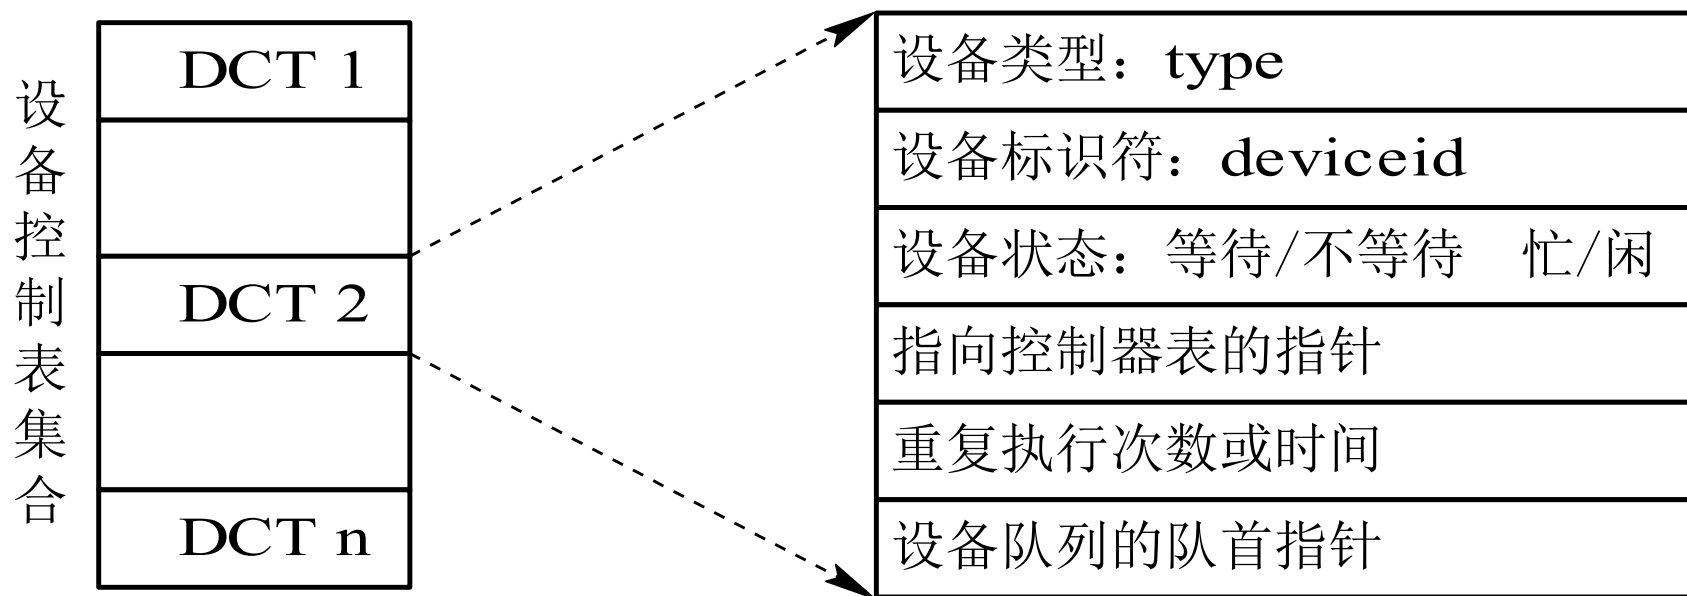 设备控制表集合
DCT 1
DCT 2
DCT n
设备类型：type
设备标识符：deviceid
设备状态：等待/不等待 忙/闲
指向控制器表的指针
重复执行次数或时间
设备队列的队首指针